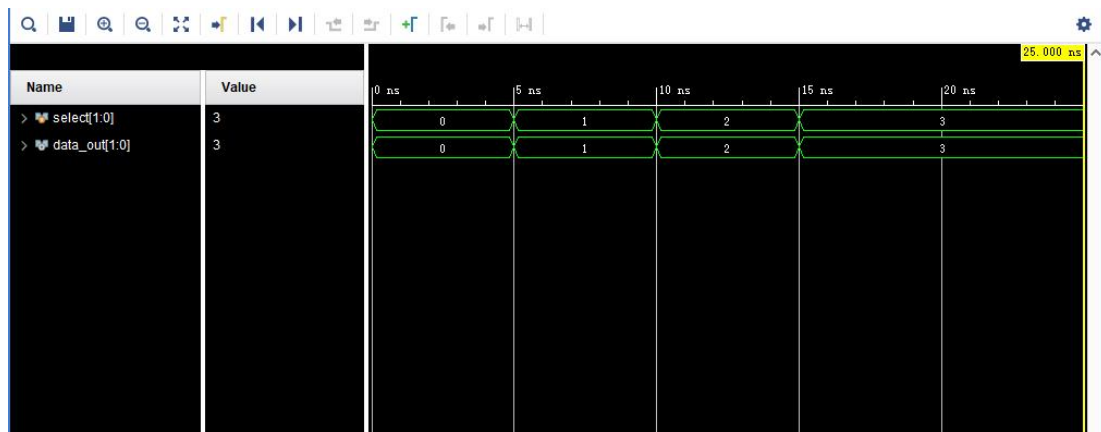 25.000 ns
Name Value
0 ns 5 ns 10 ns 15 ns 20 ns
select[1:0] 3 0 1 2 3
data_out[1:0] 3 0 1 2 3